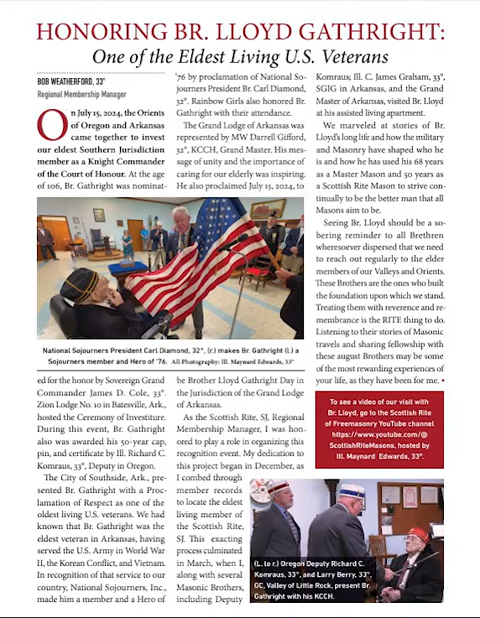 HONORING BR. LLOYD GATHRIGHT:
One of the Eldest Living U.S. Veterans
BOB WEATHERFORD, 33°
Regional Membership Manager
On July 15, 2024, the Orients
of Oregon and Arkansas
came together to invest
our eldest Southern Jurisdiction
member as a Knight Commander
of the Court of Honour. At the age
of 106, Br. Gathright was nominat-
National Sojourners President Carl Diamond, 32°, (r.) makes Br. Gathright (l.) a
Sojourners member and Hero of '76. All Photography: Ill. Maynard Edwards, 33°
ed for the honor by Sovereign Grand
Commander James D. Cole, 33°.
Zion Lodge No. 10 in Batesville, Ark.,
hosted the Ceremony of Investiture.
During this event, Br. Gathright
also was awarded his 50-year cap,
pin, and certificate by Ill. Richard C.
Komraus, 33°, Deputy in Oregon.
The City of Southside, Ark., pre-
sented Br. Gathright with a Proc-
lamation of Respect as one of the
oldest living U.S. veterans. We had
known that Br. Gathright was the
eldest veteran in Arkansas, having
served the U.S. Army in World War
II, the Korean Conflict, and Vietnam.
In recognition of that service to our
country, National Sojourners, Inc.,
made him a member and a Hero of
'76 by proclamation of National So-
journers President Br. Carl Diamond,
32°. Rainbow Girls also honored Br.
Gathright with their attendance.
The Grand Lodge of Arkansas was
represented by MW Darrell Gifford,
32°, KCCH, Grand Master. His mes-
sage of unity and the importance of
caring for our elderly was inspiring.
He also proclaimed July 15, 2024, to
be Brother Lloyd Gathright Day in
the Jurisdiction of the Grand Lodge
of Arkansas.
As the Scottish Rite, SJ, Regional
Membership Manager, I was hon-
ored to play a role in organizing this
recognition event. My dedication to
this project began in December, as
I combed through
member records
to locate the eldest
living member of
the Scottish Rite,
SJ. This exacting
process culminated
in March, when I,
along with several
Masonic Brothers,
including Deputy
Komraus; Ill. C. James Graham, 33°,
SGIG in Arkansas, and the Grand
Master of Arkansas, visited Br. Lloyd
at his assisted living apartment.
We marveled at stories of Br.
Lloyd's long life and how the military
and Masonry have shaped who he
is and how he has used his 68 years
as a Master Mason and 50 years as
a Scottish Rite Mason to strive con-
tinually to be the better man that all
Masons aim to be.
Seeing Br. Lloyd should be a so-
bering reminder to all Brethren
wheresoever dispersed that we need
to reach out regularly to the elder
members of our Valleys and Orients.
These Brothers are the ones who built
the foundation upon which we stand.
Treating them with reverence and re-
membrance is the RITE thing to do.
Listening to their stories of Masonic
travels and sharing fellowship with
these august Brothers may be some
of the most rewarding experiences of
your life, as they have been for me. •
To see a video of our visit with
Br. Lloyd, go to the Scottish Rite
of Freemasonry YouTube channel
https://www.youtube.com/@
ScottishRiteMasons, hosted by
Ill. Maynard Edwards, 33°.
(L. to r.) Oregon Deputy Richard C.
Komraus, 33°, and Larry Berry, 33°,
GC, Valley of Little Rock, present Br.
Gathright with his KCCH.